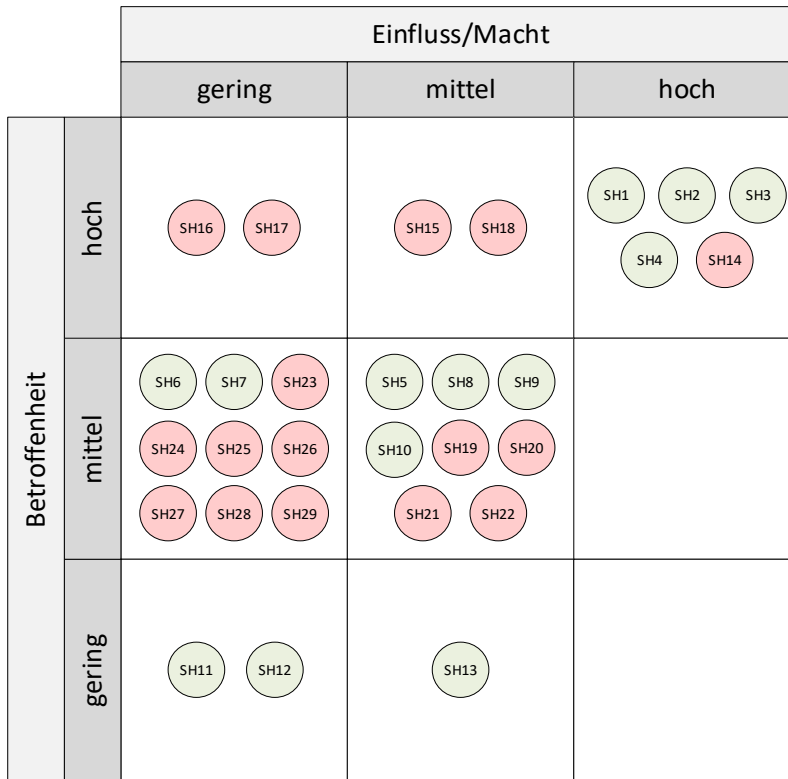 Einfluss/Macht
gering mittel hoch
Betroffenheit
hoch
SH16 SH17 SH15 SH18 SH1 SH2 SH3
SH4 SH14
mittel
SH6 SH7 SH23 SH5 SH8 SH9
SH24 SH25 SH26 SH10 SH19 SH20
SH27 SH28 SH29 SH21 SH22
gering
SH11 SH12 SH13